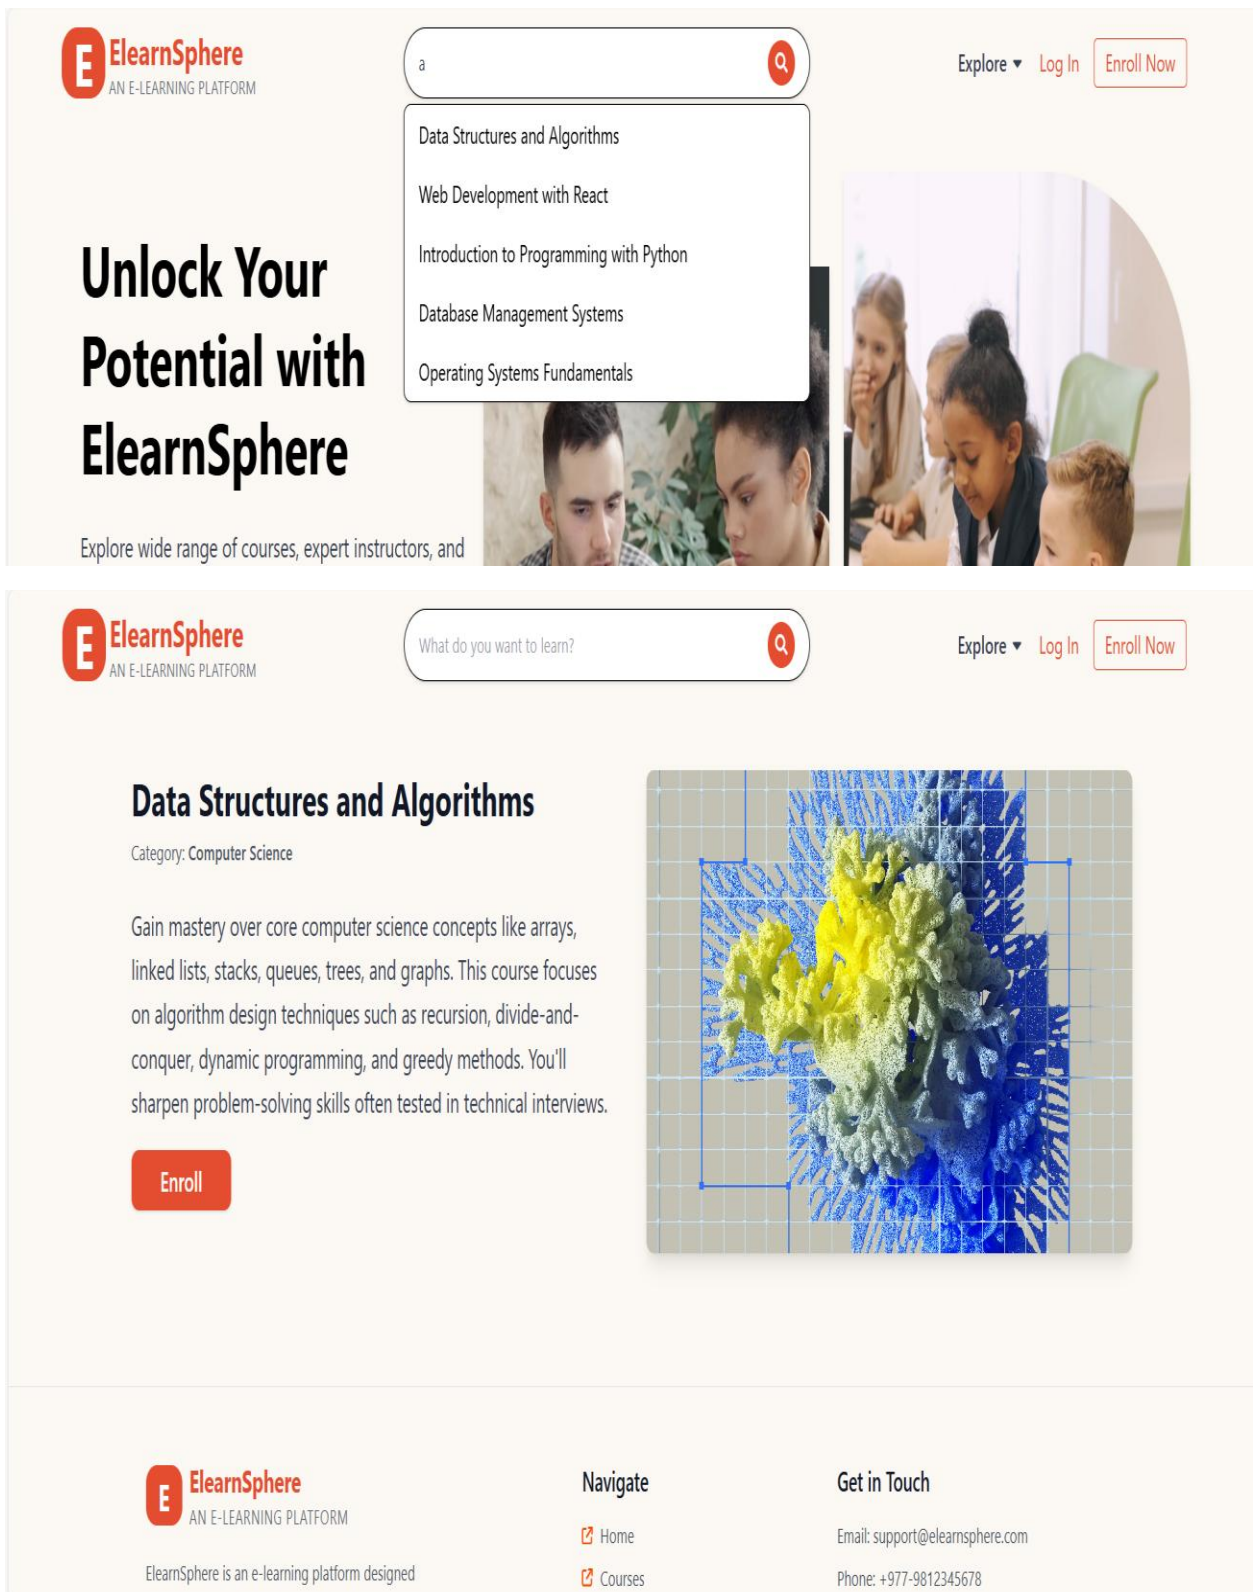 E
ElearnSphere
AN E-LEARNING PLATFORM
a
Explore
Log In
Enroll Now
Data Structures and Algorithms
Web Development with React
Introduction to Programming with Python
Database Management Systems
Operating Systems Fundamentals
Unlock Your
Potential with
ElearnSphere
Explore wide range of courses, expert instructors, and
E
ElearnSphere
AN E-LEARNING PLATFORM
What do you want to learn?
Explore
Log In
Enroll Now
Data Structures and Algorithms
Category: Computer Science
Gain mastery over core computer science concepts like arrays,
linked lists, stacks, queues, trees, and graphs. This course focuses
on algorithm design techniques such as recursion, divide-and-
conquer, dynamic programming, and greedy methods. You'll
sharpen problem-solving skills often tested in technical interviews.
Enroll
E
ElearnSphere
AN E-LEARNING PLATFORM
ElearnSphere is an e-learning platform designed
Navigate
Home
Courses
Get in Touch
Email: support@elearnsphere.com
Phone: +977-9812345678